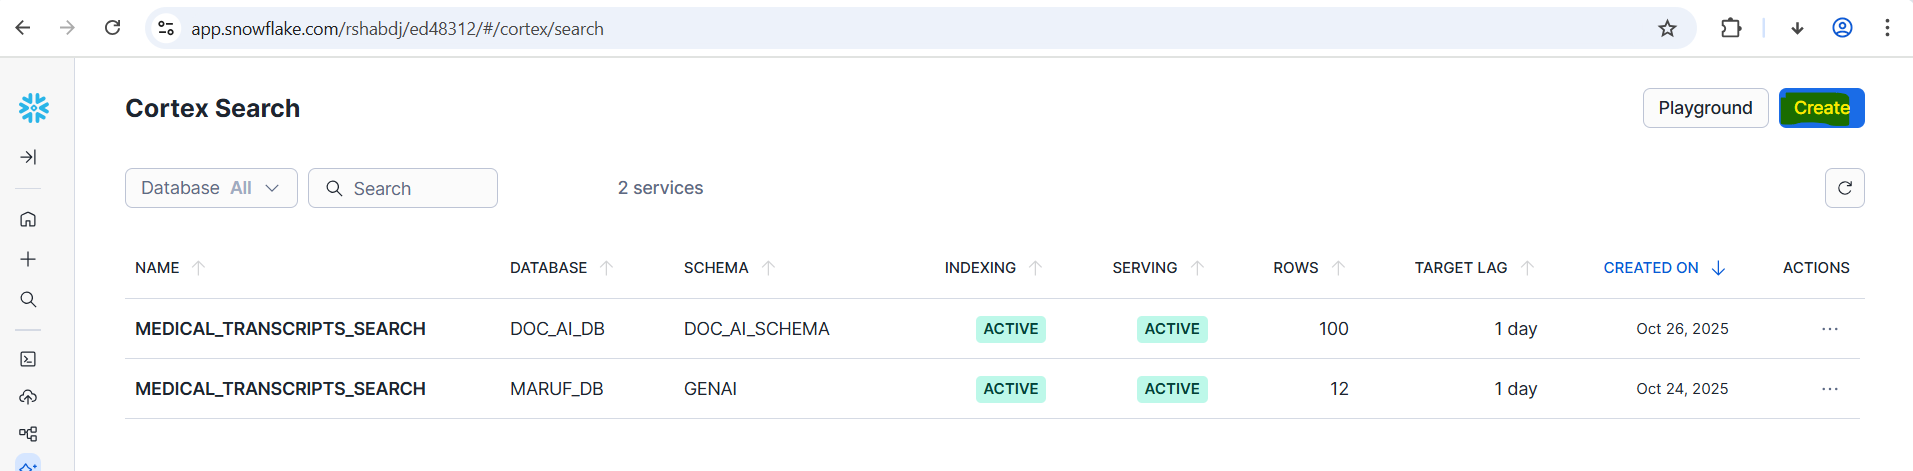 app.snowflake.com/rshabdj/ed48312/#/cortex/search
Cortex Search
Playground
Create
Database All
Search
2 services
NAME DATABASE SCHEMA INDEXING SERVING ROWS TARGET LAG CREATED ON ACTIONS
MEDICAL_TRANSCRIPTS_SEARCH DOC_AI_DB DOC_AI_SCHEMA ACTIVE ACTIVE 100 1 day Oct 26, 2025
MEDICAL_TRANSCRIPTS_SEARCH MARUF_DB GENAI ACTIVE ACTIVE 12 1 day Oct 24, 2025